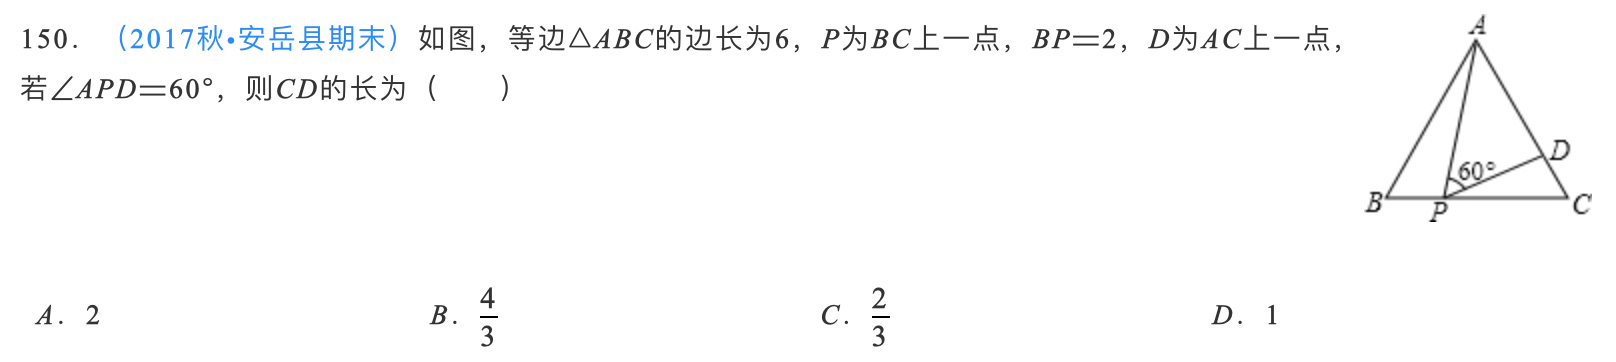 150. （2017秋•安岳县期末）如图，等边△ABC的边长为6，P为BC上一点，BP＝2，D为AC上一点，
若∠APD＝60°，则CD的长为（　　）
A
D
60°
B
P
C
A. 2 B. 4/3 C. 2/3 D. 1